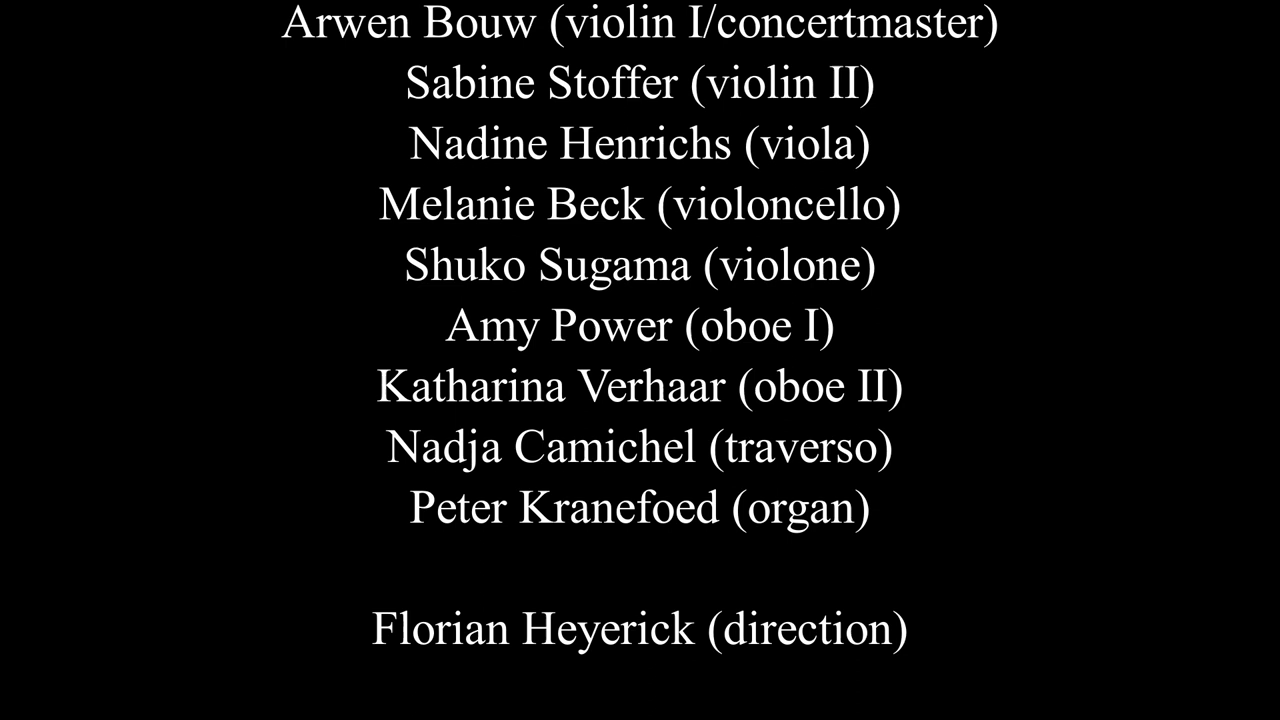 Arwen Bouw (violin I/concertmaster)
Sabine Stoffer (violin II)
Nadine Henrichs (viola)
Melanie Beck (violoncello)
Shuko Sugama (violone)
Amy Power (oboe I)
Katharina Verhaar (oboe II)
Nadja Camichel (traverso)
Peter Kranefoed (organ)
Florian Heyerick (direction)